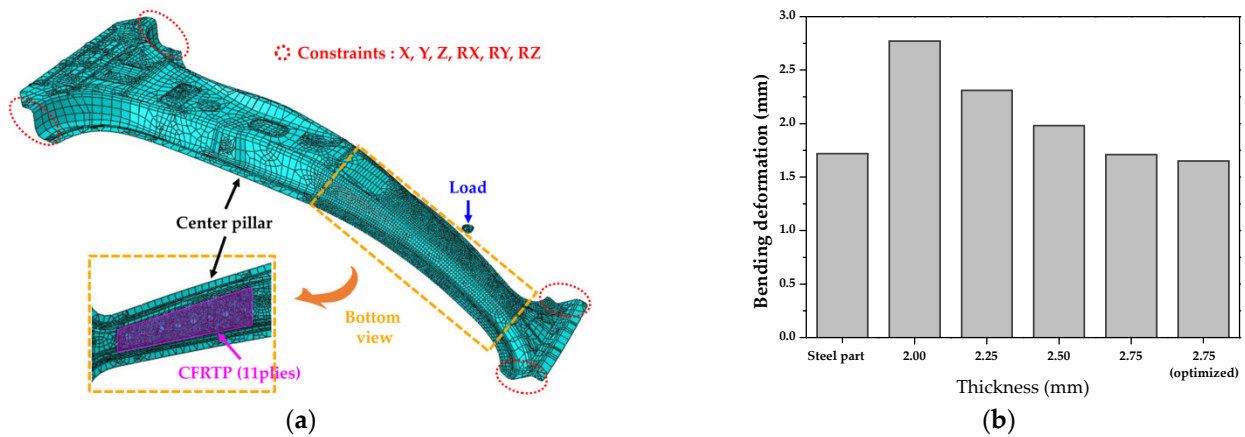 Constraints : X, Y, Z, RX, RY, RZ
Load
Center pillar
Bottom
view
CFRTP (11plies)
(a)
Bending deformation (mm)
3.0
2.5
2.0
1.5
1.0
0.5
0.0
Steel part
2.00
2.25
2.50
2.75
2.75
(optimized)
Thickness (mm)
(b)